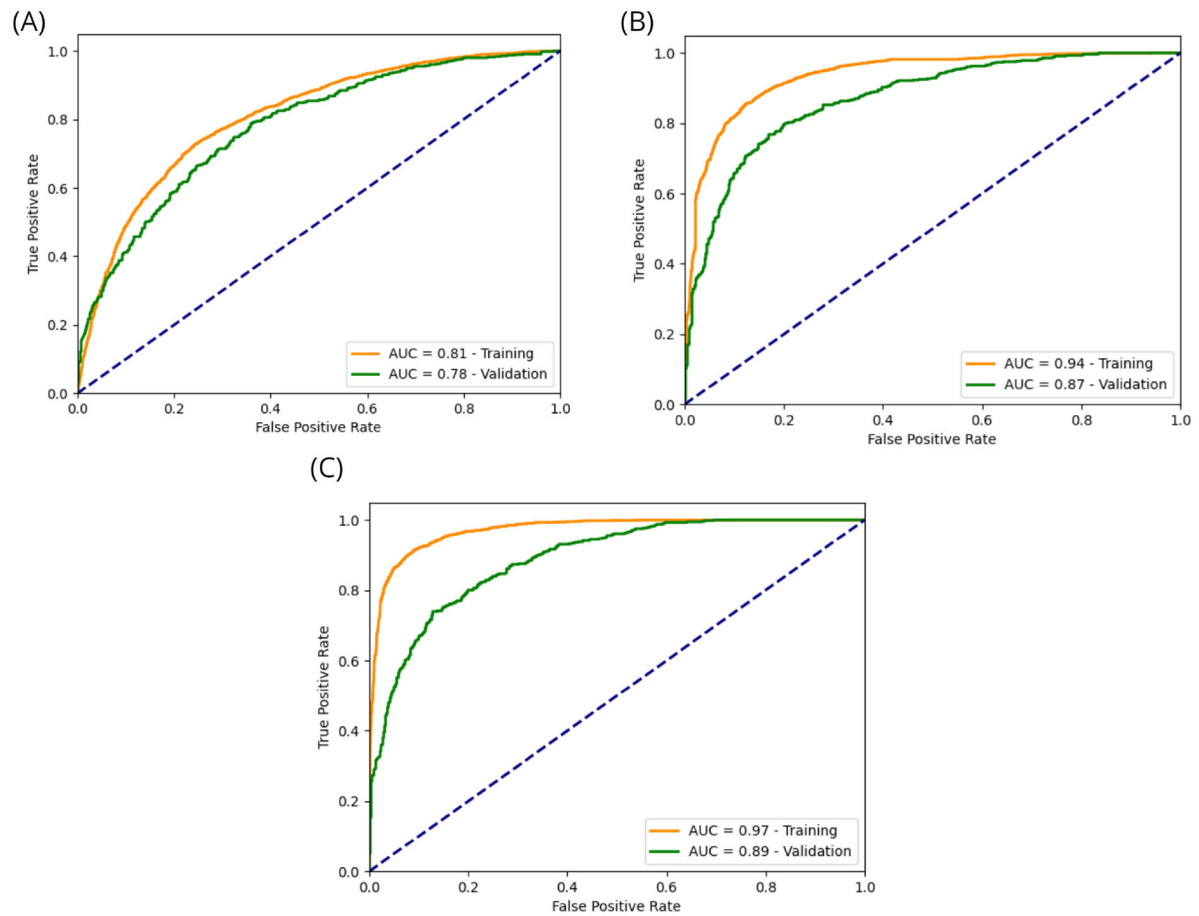 (A)
1.0
0.8
0.6
0.4
0.2
0.0
True Positive Rate
AUC = 0.81 - Training
AUC = 0.78 - Validation
0.0 0.2 0.4 0.6 0.8 1.0
False Positive Rate
(B)
1.0
0.8
0.6
0.4
0.2
0.0
True Positive Rate
AUC = 0.94 - Training
AUC = 0.87 - Validation
0.0 0.2 0.4 0.6 0.8 1.0
False Positive Rate
(C)
1.0
0.8
0.6
0.4
0.2
0.0
True Positive Rate
AUC = 0.97 - Training
AUC = 0.89 - Validation
0.0 0.2 0.4 0.6 0.8 1.0
False Positive Rate